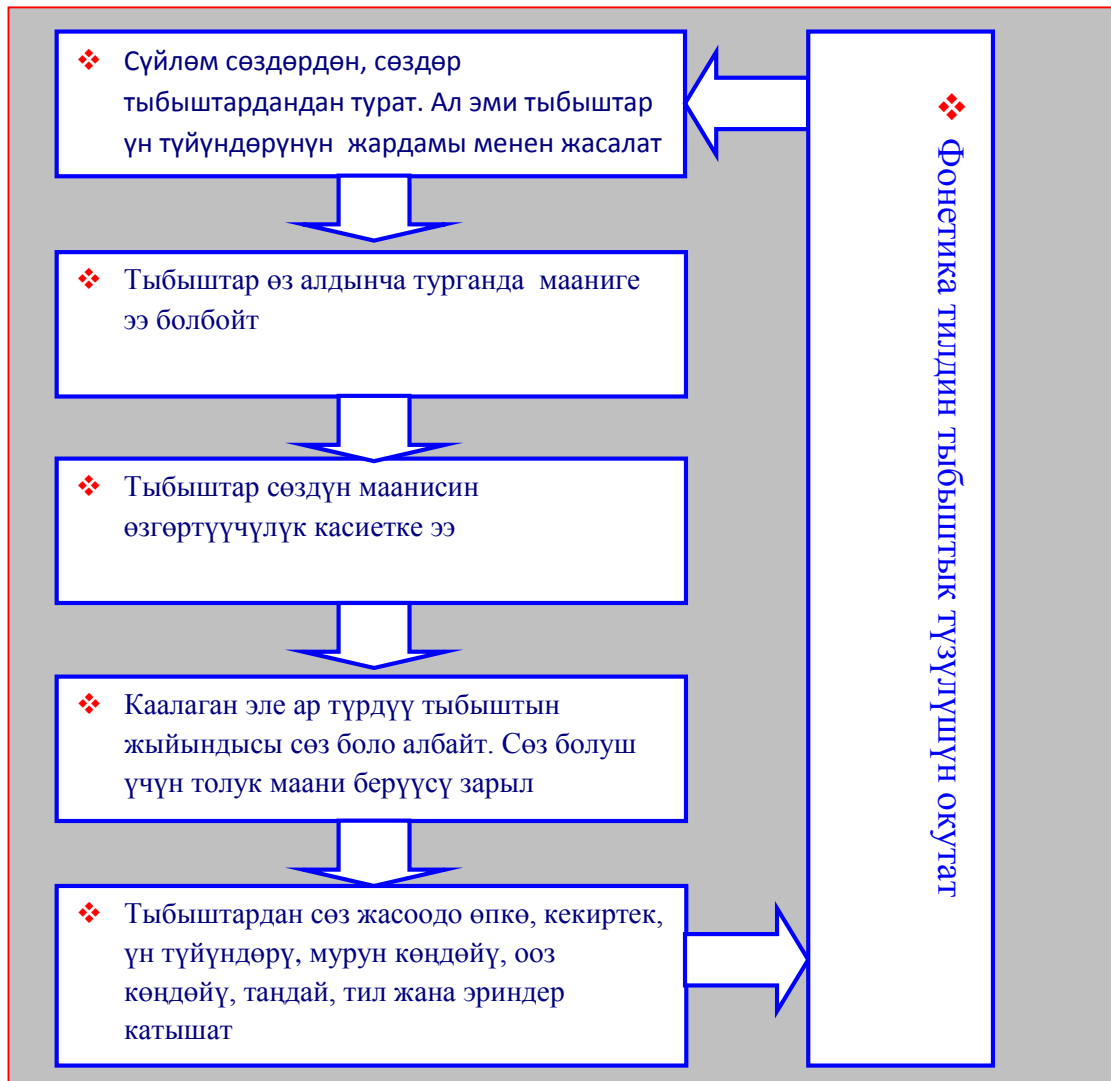 ❖ Сүйлөм сөздөрдөн, сөздөр
тыбыштардандан турат. Ал эми тыбыштар
үн түйүндөрүнүн жардамы менен жасалат
❖ Тыбыштар өз алдынча турганда мааниге
ээ болбойт
❖ Тыбыштар сөздүн маанисин
өзгөртүүчүлүк касиетке ээ
❖ Каалаган эле ар түрдүү тыбыштын
жыйындысы сөз боло албайт. Сөз болуш
үчүн толук маани берүүсү зарыл
❖ Тыбыштардан сөз жасоодо өпкө, кекиртек,
үн түйүндөрү, мурун көңдөйү, ооз
көңдөйү, таңдай, тил жана эриндер
катышат
❖ Фонетика тилдин тыбыштык түзүлүшүн окутат